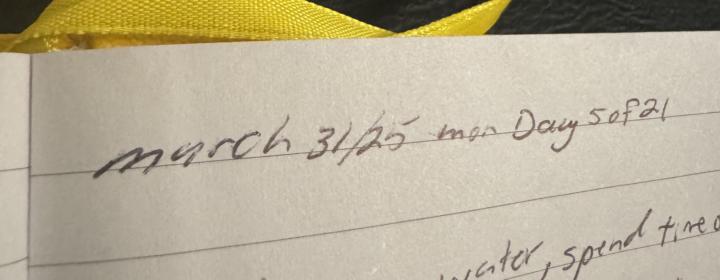 march 31/25 mon Day 5 of 21
water, spend time